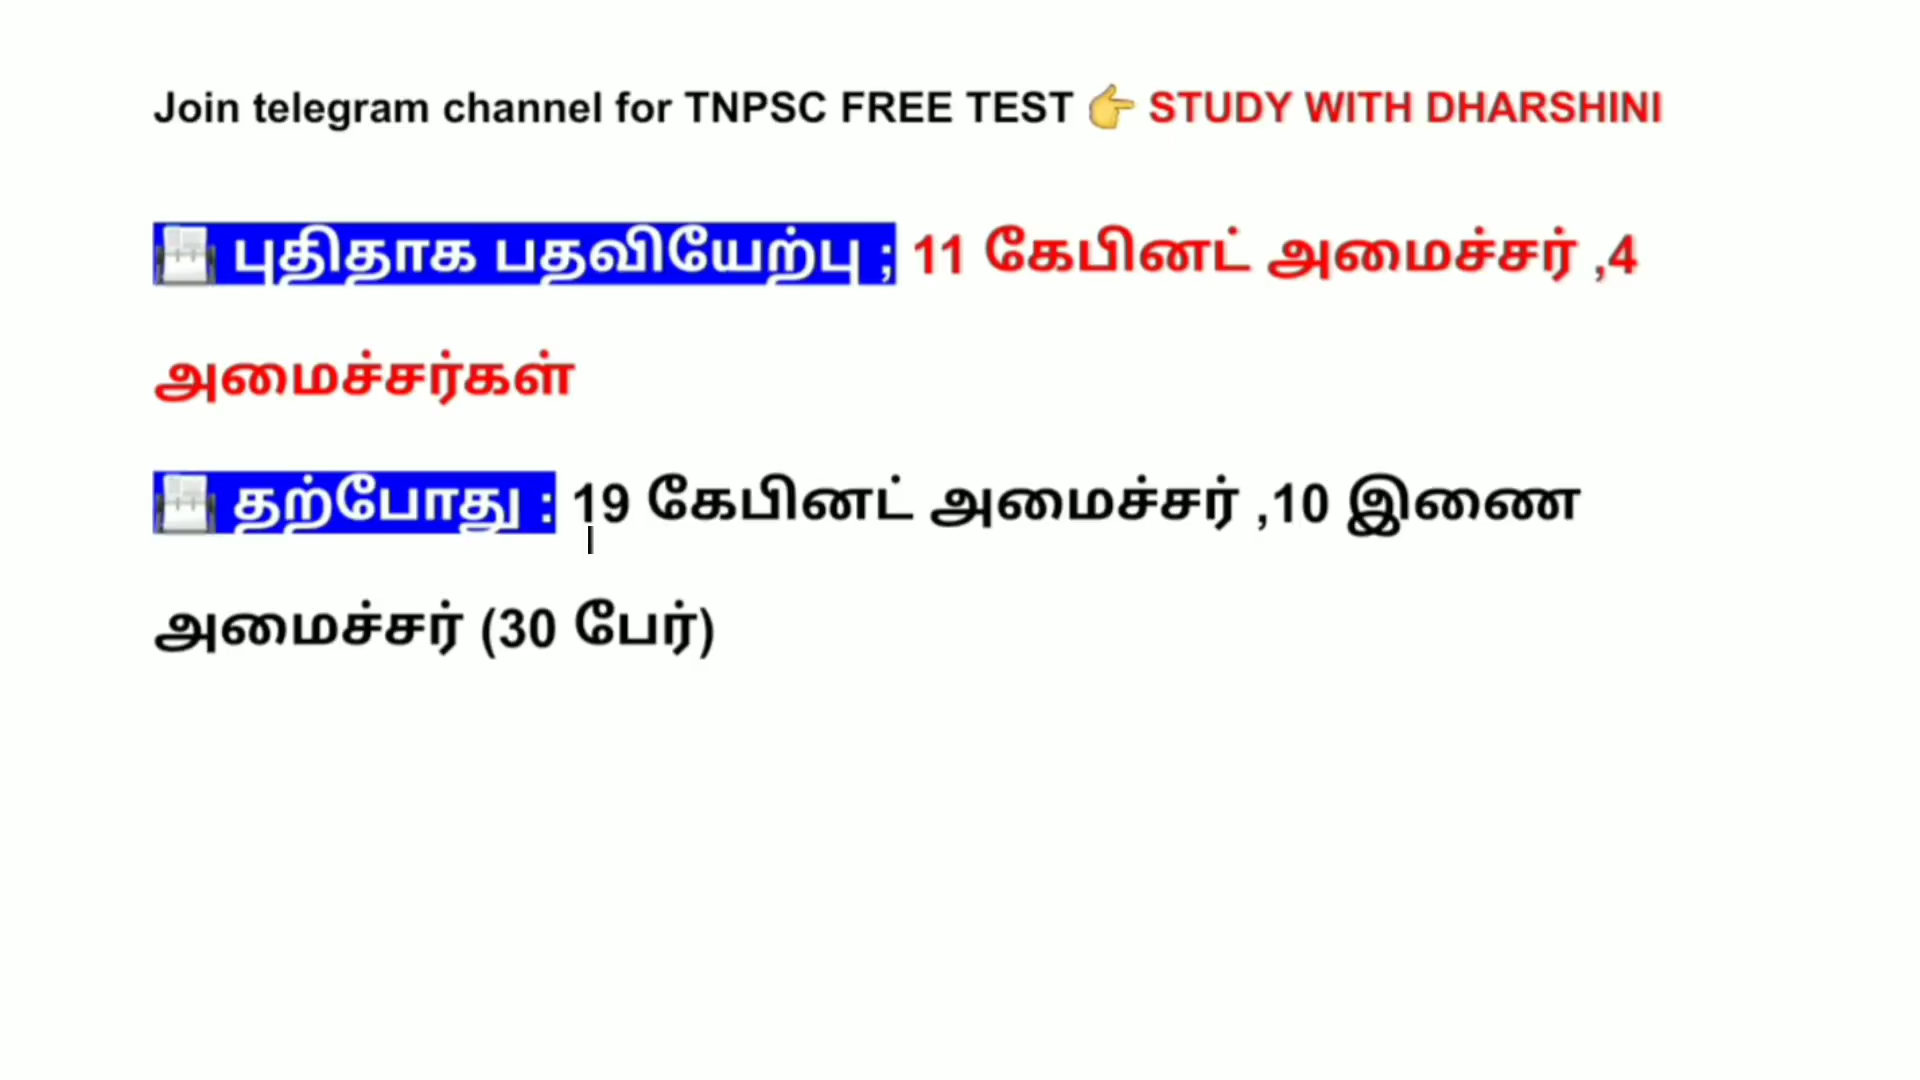 Join telegram channel for TNPSC FREE TEST 👉 STUDY WITH DHARSHINI
புதிதாக பதவியேற்பு ; 11 கேபினட் அமைச்சர் ,4
அமைச்சர்கள்
தற்போது : 19 கேபினட் அமைச்சர் ,10 இணை
அமைச்சர் (30 பேர்)